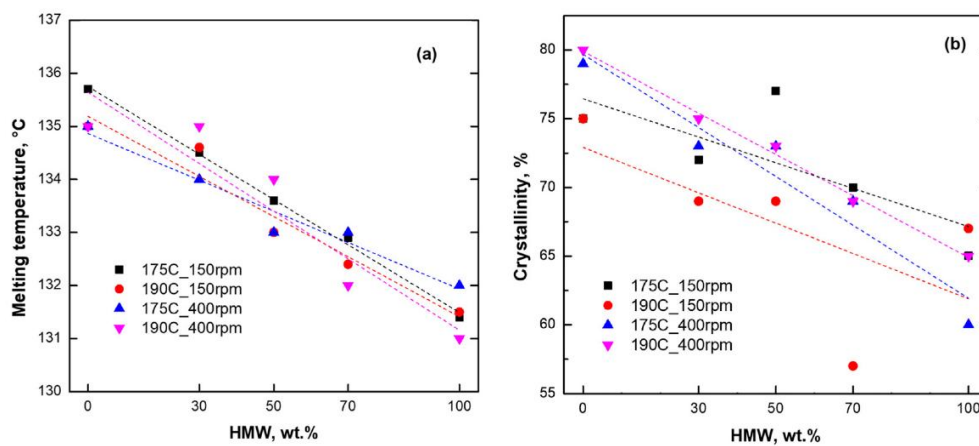 (a)
Melting temperature, °C
136
135
134
133
132
131
130
175C_150rpm
190C_150rpm
175C_400rpm
190C_400rpm
0 30 50 70 100
HMW, wt.%
(b)
Crystallinity, %
80
75
70
65
60
55
175C_150rpm
190C_150rpm
175C_400rpm
190C_400rpm
0 30 50 70 100
HMW, wt.%